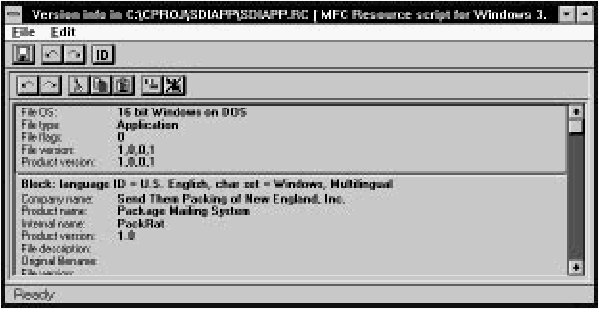 Version info in C:\CPROJ\SDIAPP\SDIAPP.RC [ MFC Resource script for Windows 3.
File Edit
ID
File OS: 16 bit Windows on DOS
File type: Application
File flags: 0
File version: 1,0,0,1
Product version: 1,0,0,1
Block: language ID = U.S. English, char set = Windows, Multilingual
Company name: Send Them Packing of New England, Inc.
Product name: Package Mailing System
Internal name: PackRat
Product version: 1.0
File description:
Original filename:
File version:
Ready